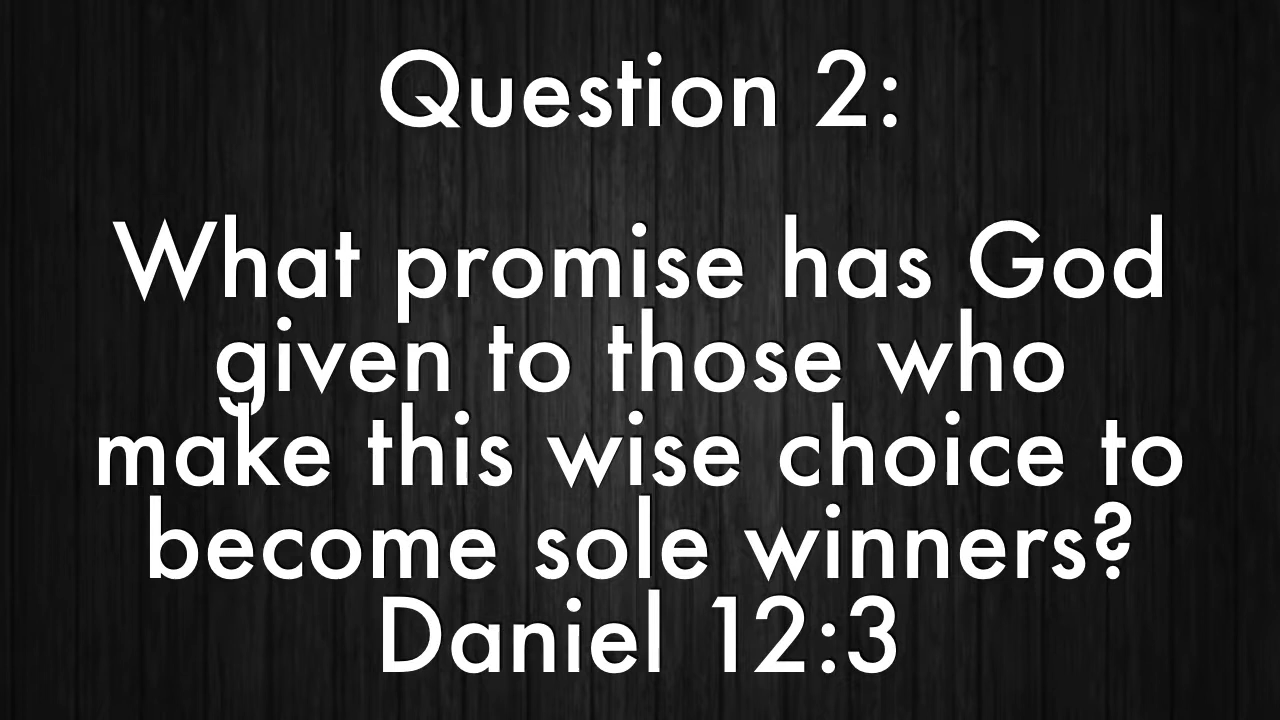 Question 2:
What promise has God
given to those who
make this wise choice to
become sole winners?
Daniel 12:3